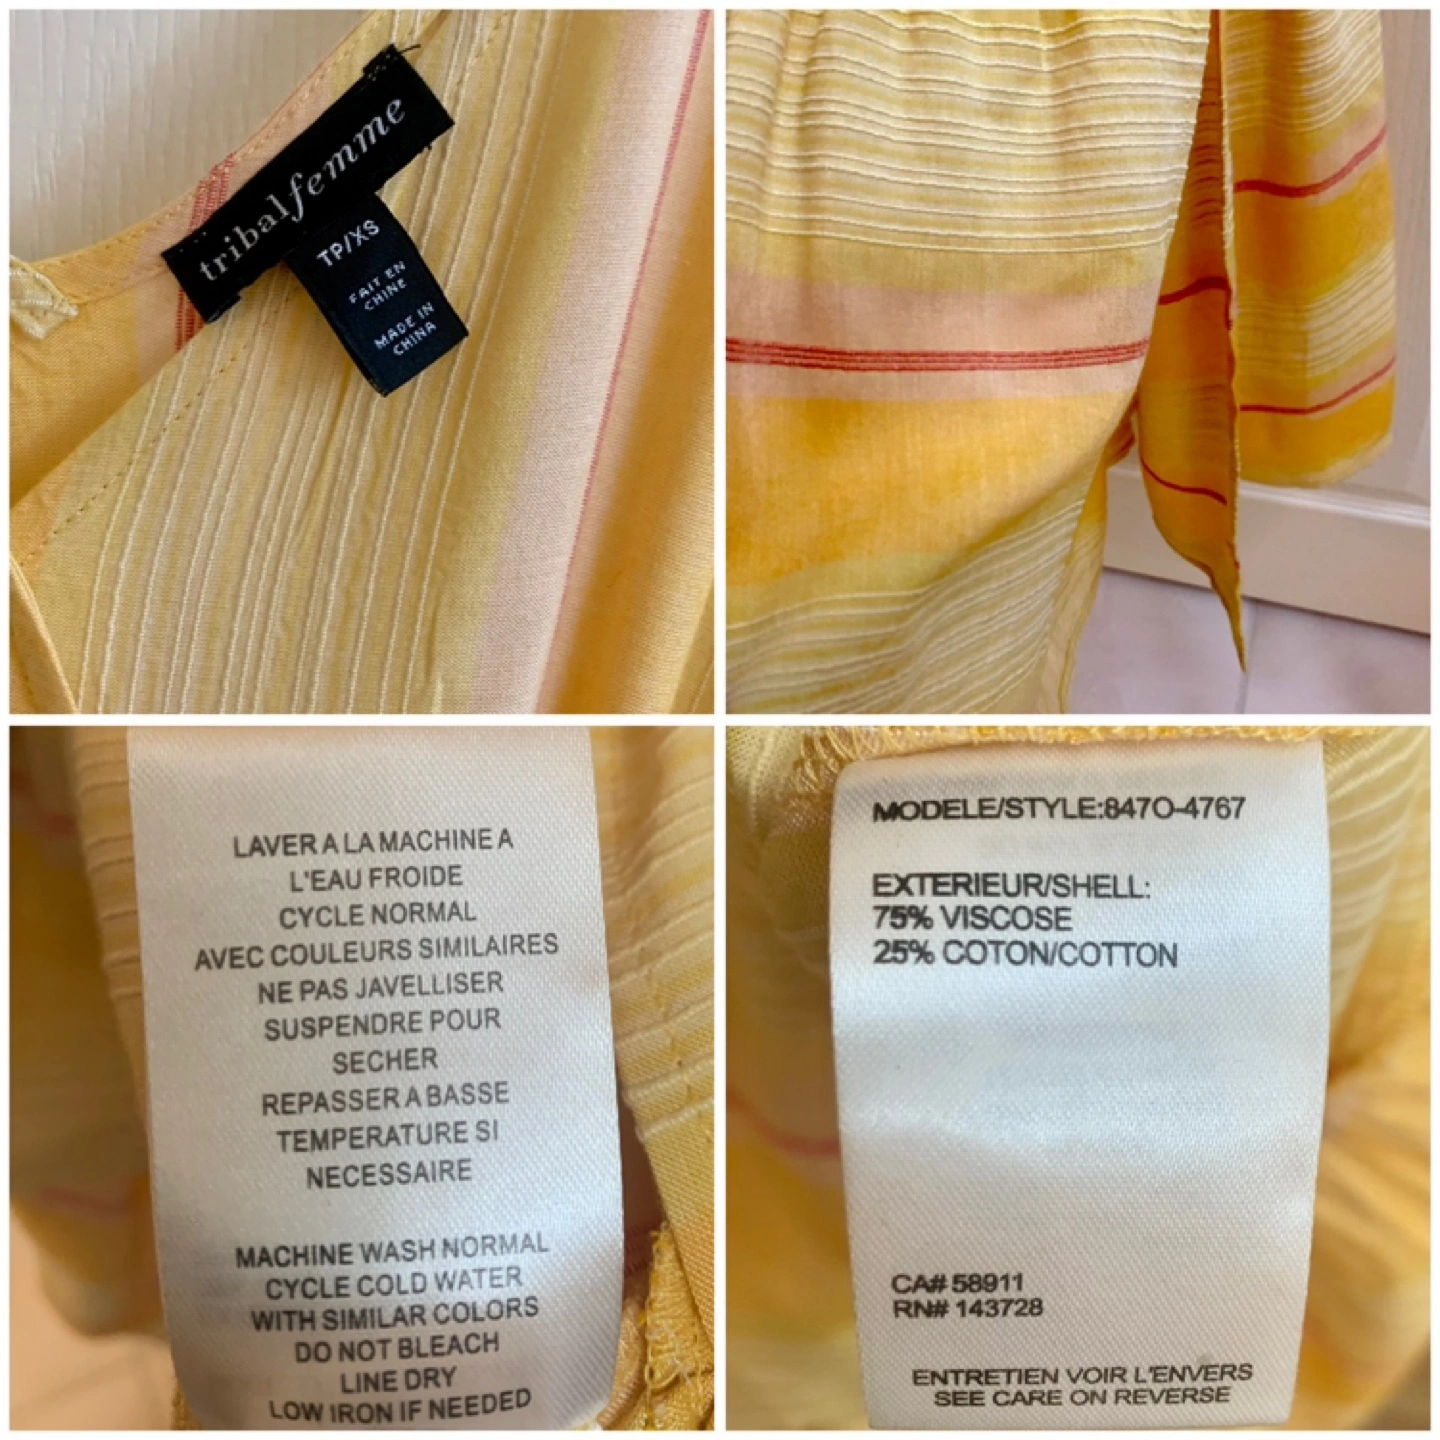 tribalfemme
TP/XS
FAIT EN
CHINE
MADE IN
CHINA
LAVER A LA MACHINE A
L'EAU FROIDE
CYCLE NORMAL
AVEC COULEURS SIMILAIRES
NE PAS JAVELLISER
SUSPENDRE POUR
SECHER
REPASSER A BASSE
TEMPERATURE SI
NECESSAIRE
MACHINE WASH NORMAL
CYCLE COLD WATER
WITH SIMILAR COLORS
DO NOT BLEACH
LINE DRY
LOW IRON IF NEEDED
MODELE/STYLE:847O-4767
EXTERIEUR/SHELL:
75% VISCOSE
25% COTON/COTTON
CA# 58911
RN# 143728
ENTRETIEN VOIR L'ENVERS
SEE CARE ON REVERSE